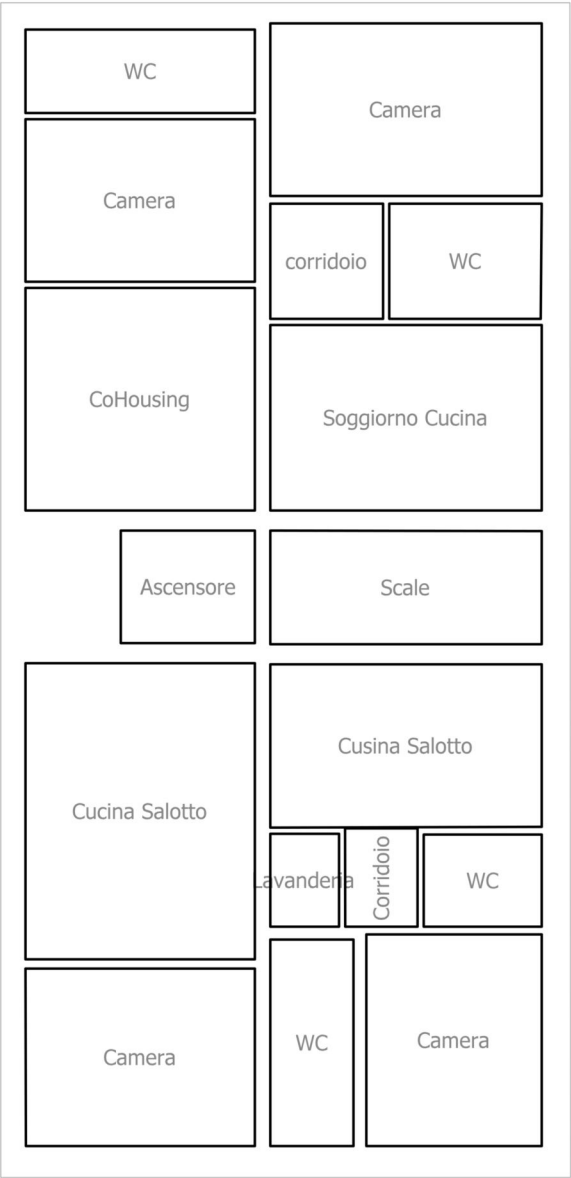 WC
Camera
Camera
corridoio
WC
CoHousing
Soggiorno Cucina
Ascensore
Scale
Cucina Salotto
Cusina Salotto
Lavanderia
Corridoio
WC
Camera
WC
Camera